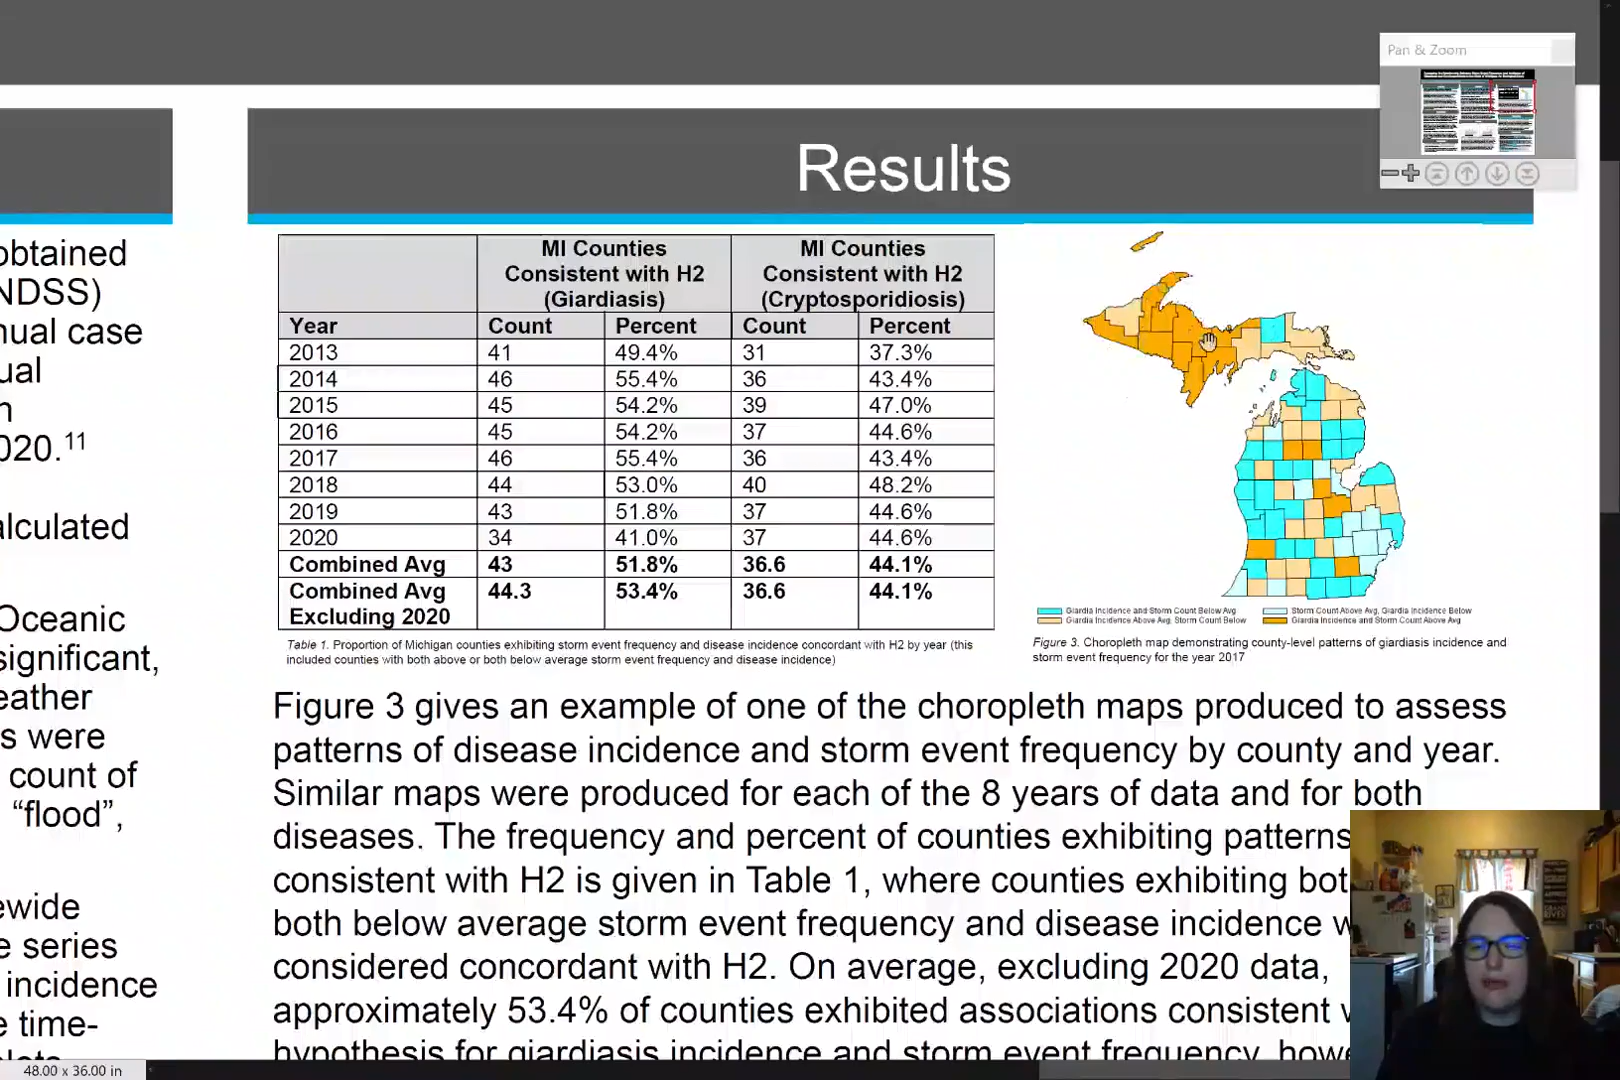 Pan & Zoom
Results
obtained
NDSS)
nual case
ual
n
020.11
alculated
Oceanic
significant,
eather
s were
count of
“flood”,
ewide
e series
incidence
e time-
MI Counties Consistent with H2 (Giardiasis)
MI Counties Consistent with H2 (Cryptosporidiosis)
Year Count Percent Count Percent
2013 41 49.4% 31 37.3%
2014 46 55.4% 36 43.4%
2015 45 54.2% 39 47.0%
2016 45 54.2% 37 44.6%
2017 46 55.4% 36 43.4%
2018 44 53.0% 40 48.2%
2019 43 51.8% 37 44.6%
2020 34 41.0% 37 44.6%
Combined Avg 43 51.8% 36.6 44.1%
Combined Avg Excluding 2020 44.3 53.4% 36.6 44.1%
Table 1. Proportion of Michigan counties exhibiting storm event frequency and disease incidence concordant with H2 by year (this
included counties with both above or both below average storm event frequency and disease incidence)
Giardia Incidence and Storm Count Below Avg
Storm Count Above Avg, Giardia Incidence Below
Giardia Incidence Above Avg, Storm Count Below
Giardia Incidence and Storm Count Above Avg
Figure 3. Choropleth map demonstrating county-level patterns of giardiasis incidence and
storm event frequency for the year 2017
Figure 3 gives an example of one of the choropleth maps produced to assess
patterns of disease incidence and storm event frequency by county and year.
Similar maps were produced for each of the 8 years of data and for both
diseases. The frequency and percent of counties exhibiting patterns
consistent with H2 is given in Table 1, where counties exhibiting bot
both below average storm event frequency and disease incidence w
considered concordant with H2. On average, excluding 2020 data,
approximately 53.4% of counties exhibited associations consistent
hypothesis for giardiasis incidence and storm event frequency, howe
48.00 x 36.00 in